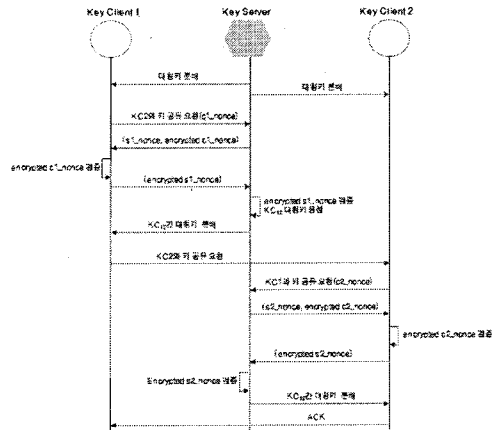 Key Client 1
Key Server
Key Client 2
대칭키 분배
대칭키 분배
KC2와 키 공유 요청(c1_nonce)
(s1_nonce, encrypted c1_nonce)
encrypted c1_nonce 검증
(encrypted s1_nonce)
encrypted s1_nonce 검증
KC12 대칭키 생성
KC12간 대칭키 분배
KC2와 키 공유 요청
KC1와 키 공유 요청(c2_nonce)
(s2_nonce, encrypted c2_nonce)
encrypted c2_nonce 검증
(encrypted s2_nonce)
Encrypted s2_nonce 검증
KC12간 대칭키 분배
ACK